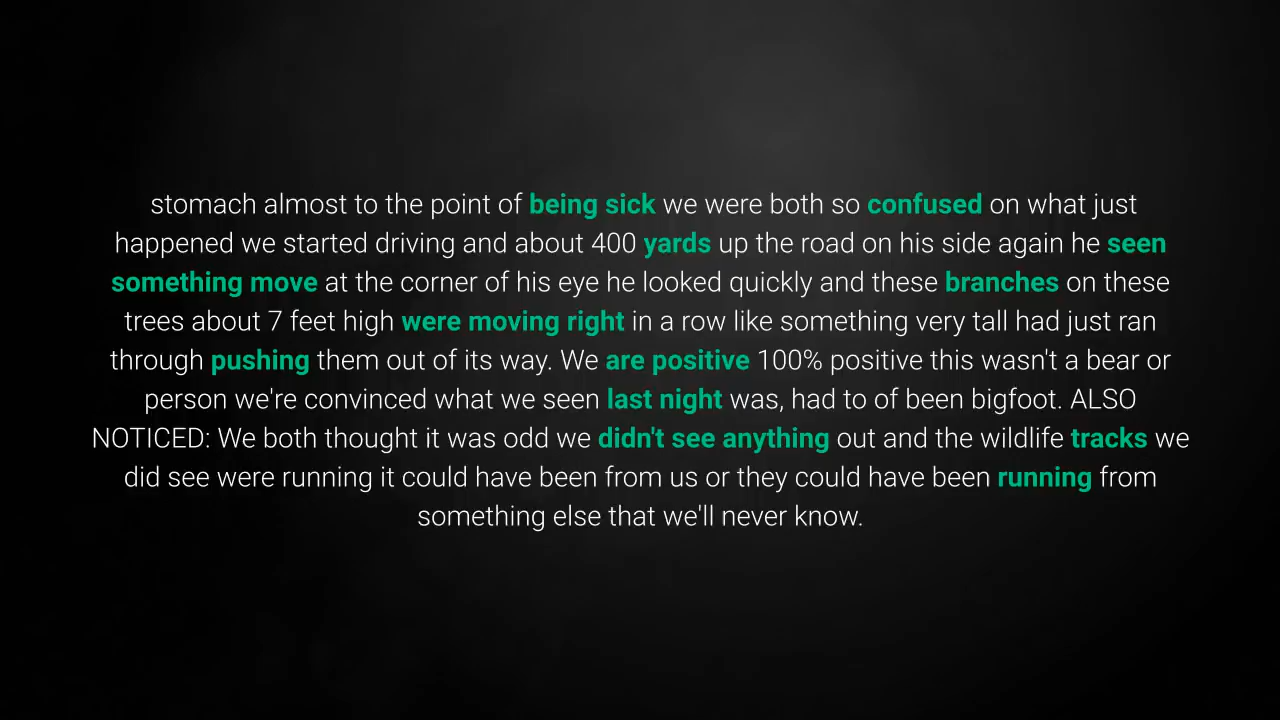 stomach almost to the point of being sick we were both so confused on what just
happened we started driving and about 400 yards up the road on his side again he seen
something move at the corner of his eye he looked quickly and these branches on these
trees about 7 feet high were moving right in a row like something very tall had just ran
through pushing them out of its way. We are positive 100% positive this wasn't a bear or
person we're convinced what we seen last night was, had to of been bigfoot. ALSO
NOTICED: We both thought it was odd we didn't see anything out and the wildlife tracks we
did see were running it could have been from us or they could have been running from
something else that we'll never know.